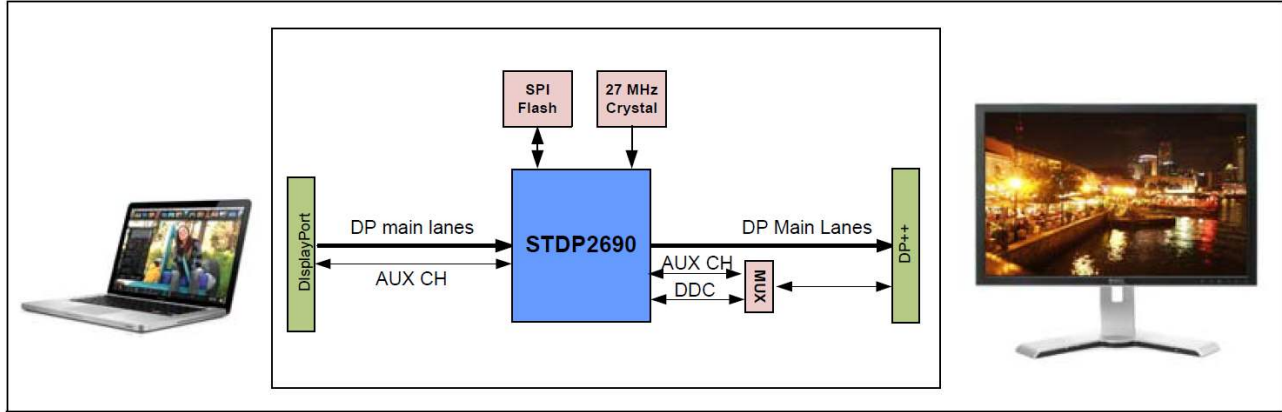 SPI
Flash
27 MHz
Crystal
DIsplayPort
DP main lanes
AUX CH
STDP2690
DP Main Lanes
AUX CH
DDC
MUX
DP++